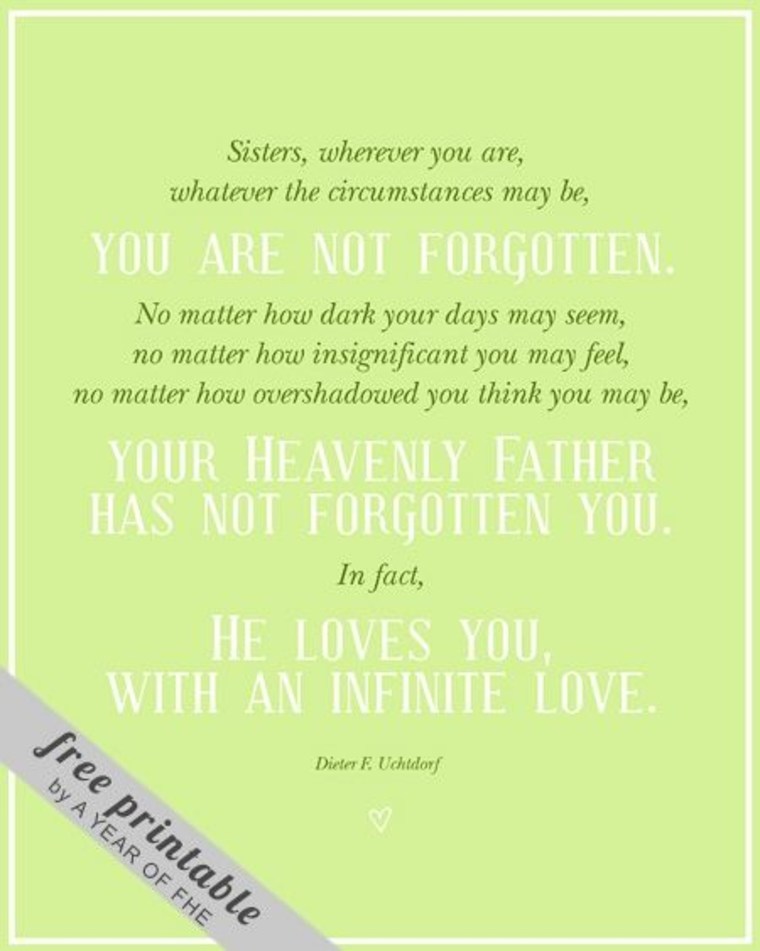 Sisters, wherever you are,
whatever the circumstances may be,
YOU ARE NOT FORGOTTEN.
No matter how dark your days may seem,
no matter how insignificant you may feel,
no matter how overshadowed you think you may be,
YOUR HEAVENLY FATHER
HAS NOT FORGOTTEN YOU.
In fact,
HE LOVES YOU,
WITH AN INFINITE LOVE.
Dieter F. Uchtdorf
free printable
by A YEAR OF FHE